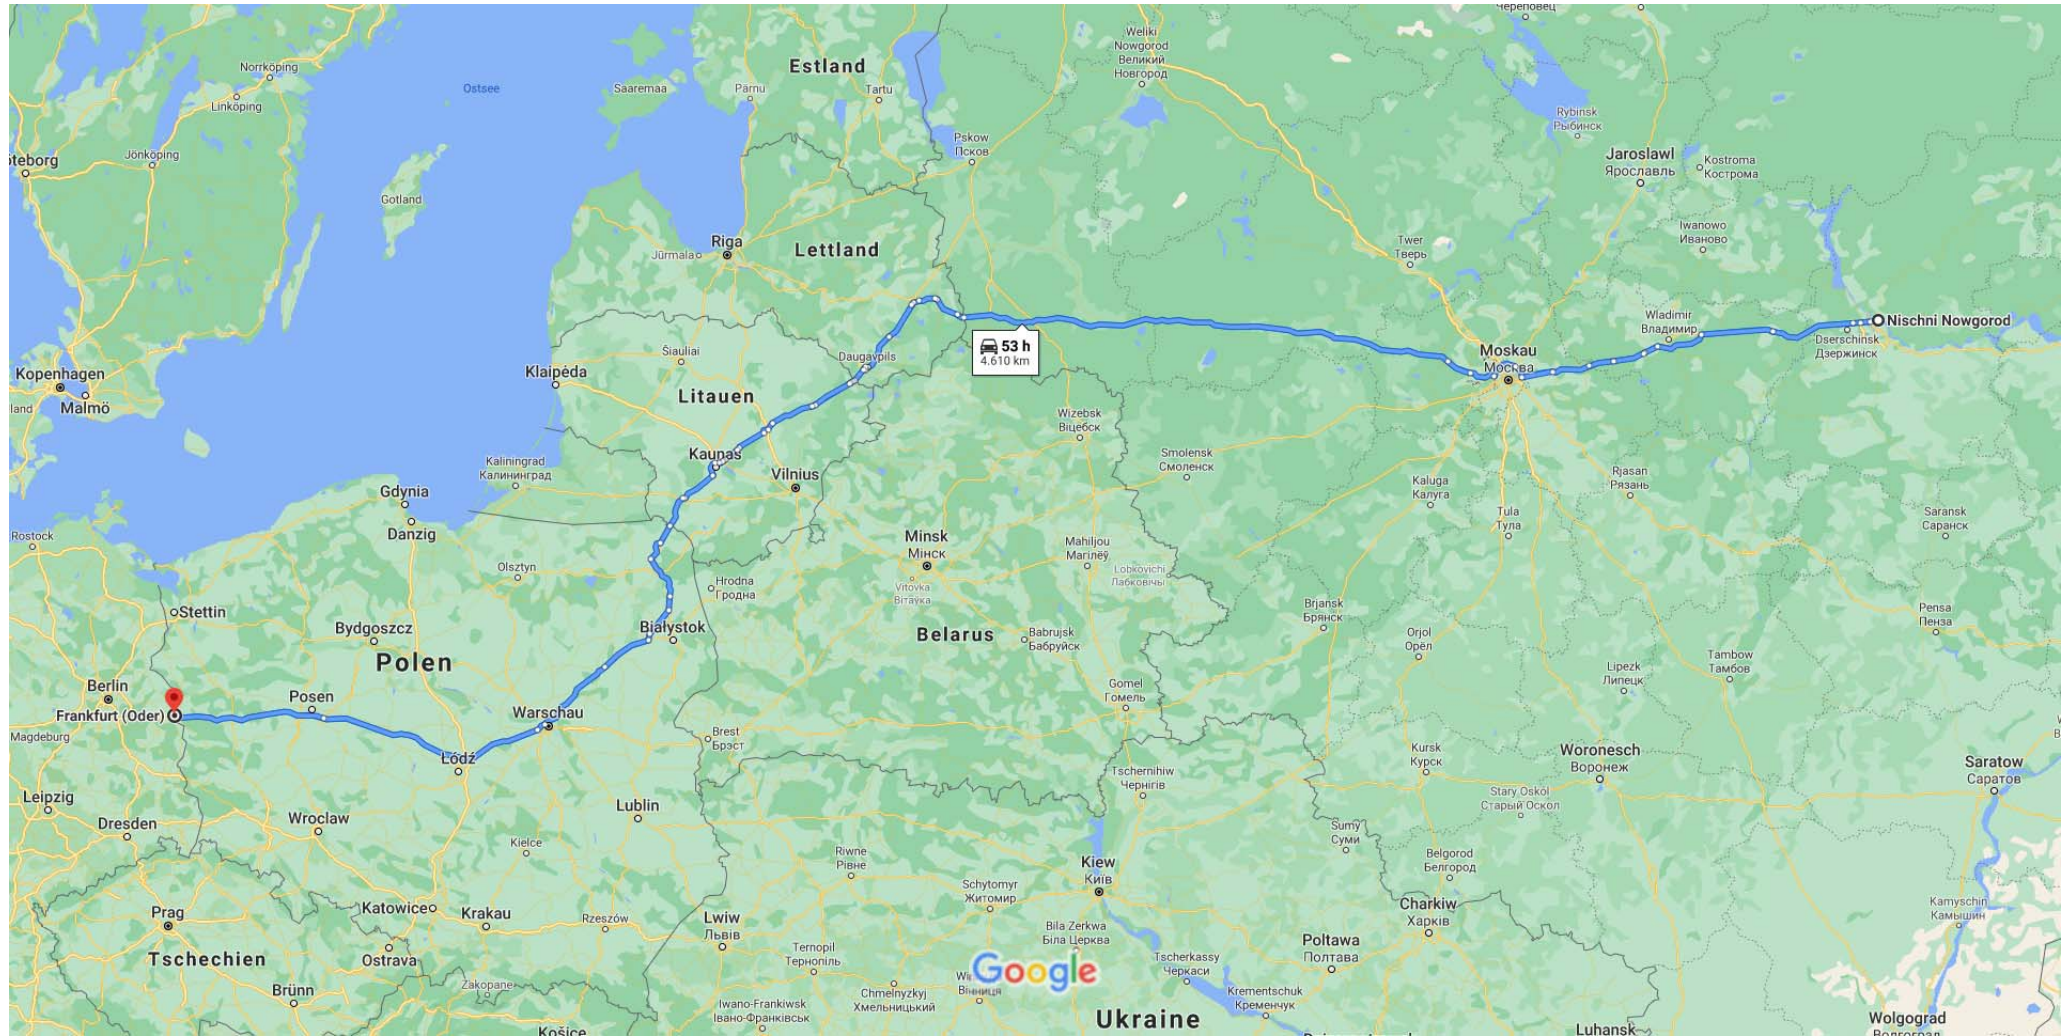 Череповец
Weliki
Nowgorod
Великий
Новгород
Norrköping
Linköping
Ostsee
Saaremaa
Estland
Pärnu
Tartu
Rybinsk
Рыбинск
Pskow
Псков
öteborg
Jönköping
Jaroslawl
Ярославль
Kostroma
Кострома
Gotland
Riga
Jūrmala
Lettland
Twer
Тверь
Iwanowo
Иваново
Nischni Nowgorod
Wladimir
Владимир
Dserschinsk
Дзержинск
53 h
4.610 km
Moskau
Москва
Šiauliai
Daugavpils
Kopenhagen
Klaipėda
Litauen
land
Malmö
Wizebsk
Віцебск
Kaunas
Vilnius
Smolensk
Смоленск
Kaliningrad
Калининград
Kaluga
Калуга
Rjasan
Рязань
Gdynia
Danzig
Tula
Тула
Saransk
Саранск
Rostock
Minsk
Мінск
Mahiljou
Магілёў
Olsztyn
Hrodna
Гродна
Vitovka
Вітаўка
Lobkovichi
Лабковічы
Stettin
Bydgoszcz
Białystok
Brjansk
Брянск
Pensa
Пенза
Polen
Belarus
Babrujsk
Бабруйск
Orjol
Орёл
Lipezk
Липецк
Tambow
Тамбов
Berlin
Posen
Gomel
Гомель
Frankfurt (Oder)
Warschau
Magdeburg
Brest
Брэст
Łódź
Kursk
Курск
Woronesch
Воронеж
Saratow
Саратов
Tschernihiw
Чернігів
Leipzig
Lublin
Stary Oskol
Старый Оскол
Dresden
Wroclaw
Kielce
Sumy
Суми
Riwne
Рівне
Kiew
Київ
Belgorod
Белгород
Schytomyr
Житомир
Prag
Katowice
Krakau
Rzeszów
Lwiw
Львів
Charkiw
Харків
Kamyschin
Камышин
Bila Zerkwa
Біла Церква
Tschechien
Ostrava
Ternopil
Тернопіль
Google
Вінниця
Tscherkassy
Черкаси
Poltawa
Полтава
Brünn
Zakopane
Chmelnyzkyj
Хмельницький
Krementschuk
Кременчук
Iwano-Frankiwsk
Івано-Франківськ
Ukraine
Wolgograd
Волгоград
Košice
Luhansk